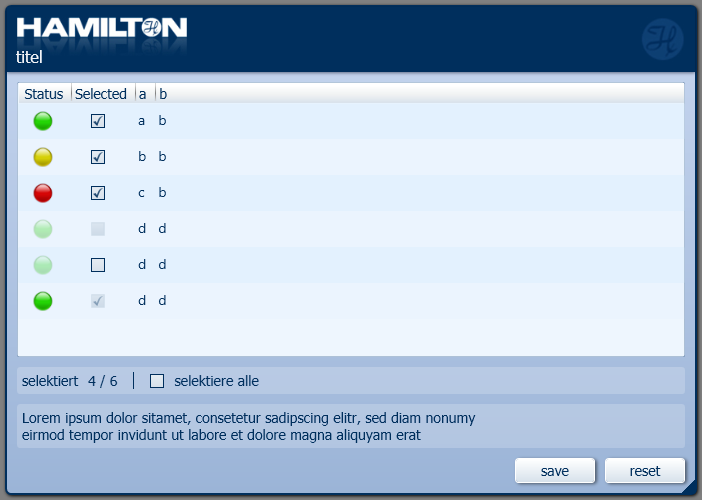 HAMILTON
titel
Status Selected a b
a b
b b
c b
d d
d d
d d
selektiert 4 / 6 selektiere alle
Lorem ipsum dolor sitamet, consetetur sadipscing elitr, sed diam nonumy
eirmod tempor invidunt ut labore et dolore magna aliquyam erat
save reset